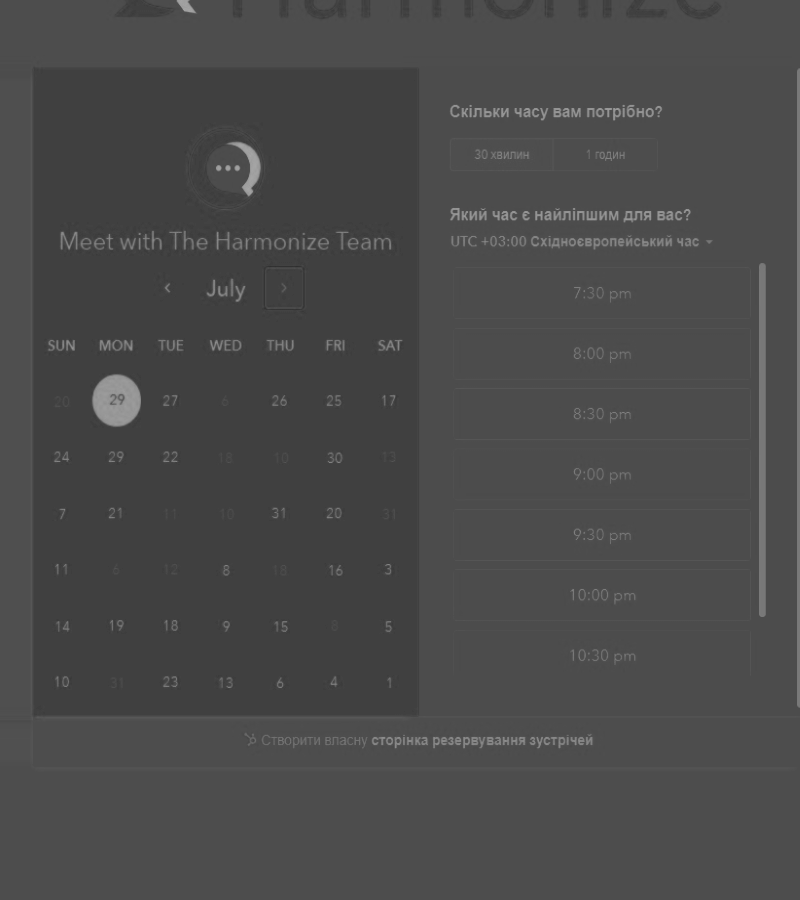 Harmonize
Meet with The Harmonize Team
July
SUN MON TUE WED THU FRI SAT
20 29 27 6 26 25 17
24 29 22 18 10 30 13
7 21 11 10 31 20 31
11 6 12 8 18 16 3
14 19 18 9 15 8 5
10 31 23 13 6 4 1
Скільки часу вам потрібно?
30 хвилин 1 годин
Який час є найліпшим для вас?
UTC +03:00 Східноєвропейський час
7:30 pm
8:00 pm
8:30 pm
9:00 pm
9:30 pm
10:00 pm
10:30 pm
Створити власну сторінка резервування зустрічей